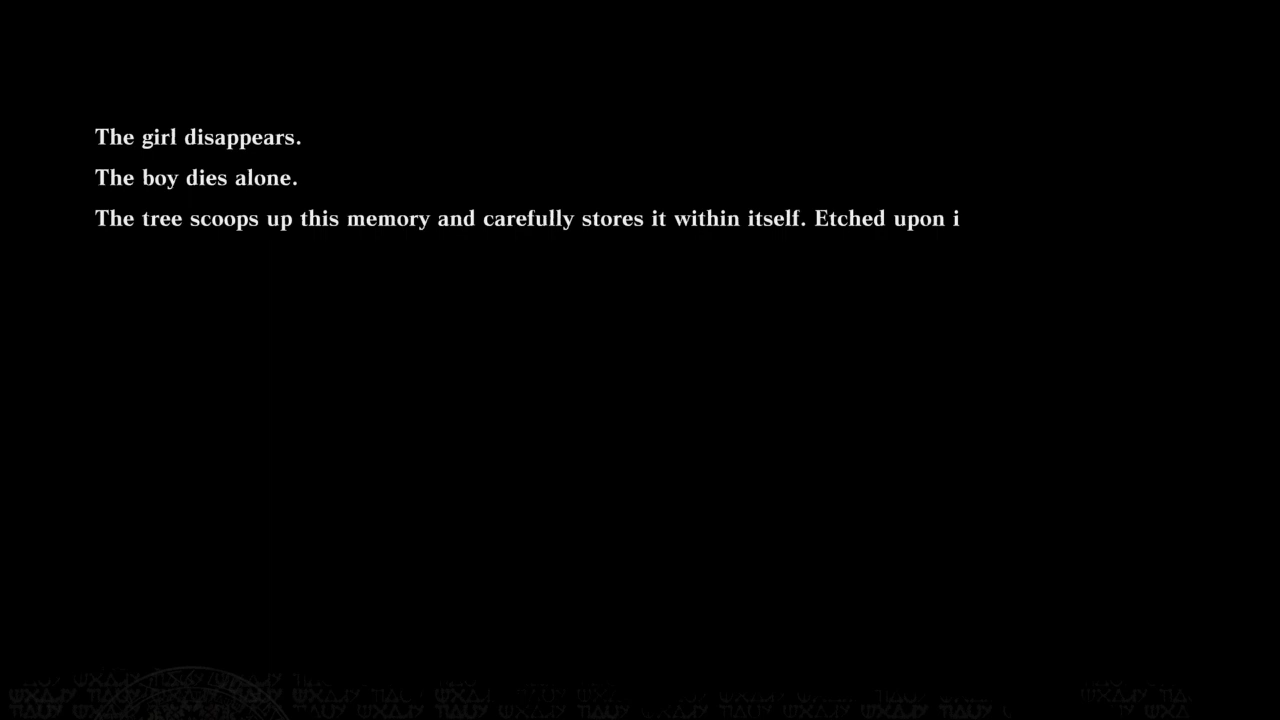 The girl disappears.
The boy dies alone.
The tree scoops up this memory and carefully stores it within itself. Etched upon i